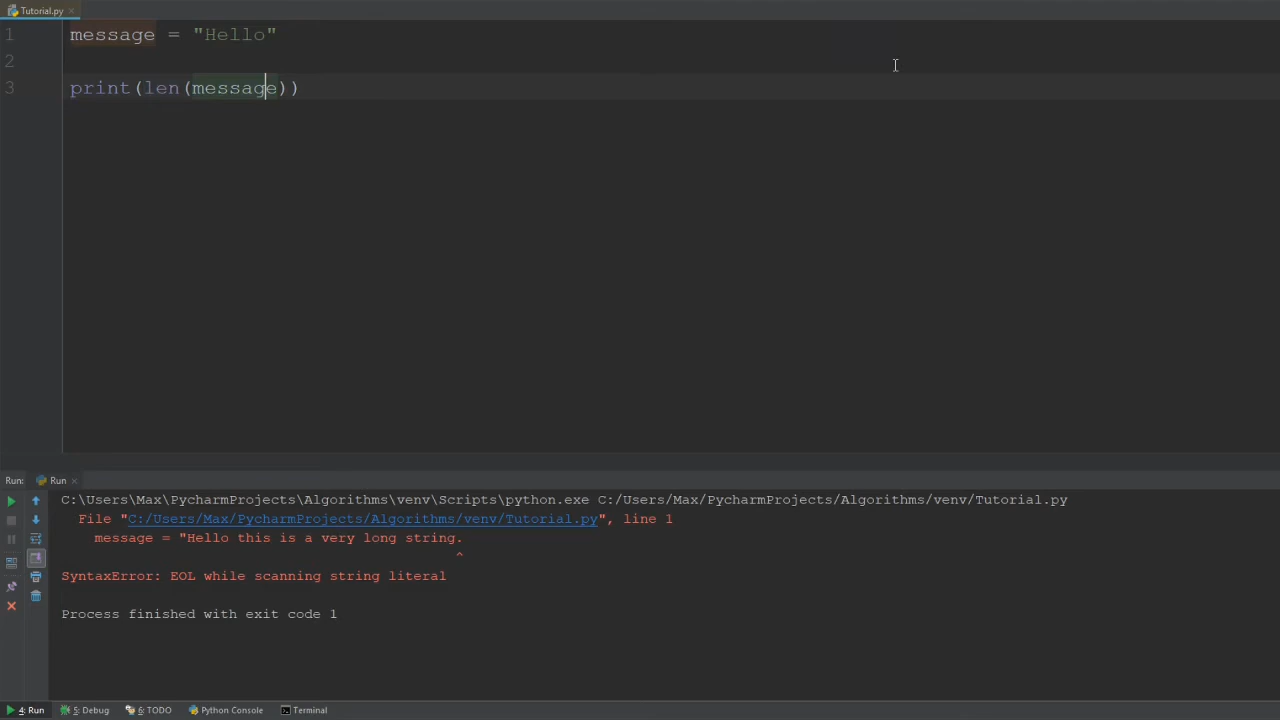 Tutorial.py
1 message = "Hello"
2
3 print(len(message))
Run: Run
C:\Users\Max\PycharmProjects\Algorithms\venv\Scripts\python.exe C:/Users/Max/PycharmProjects/Algorithms/venv/Tutorial.py
File "C:/Users/Max/PycharmProjects/Algorithms/venv/Tutorial.py", line 1
message = "Hello this is a very long string.
^
SyntaxError: EOL while scanning string literal
Process finished with exit code 1
4: Run 5: Debug 6: TODO Python Console Terminal